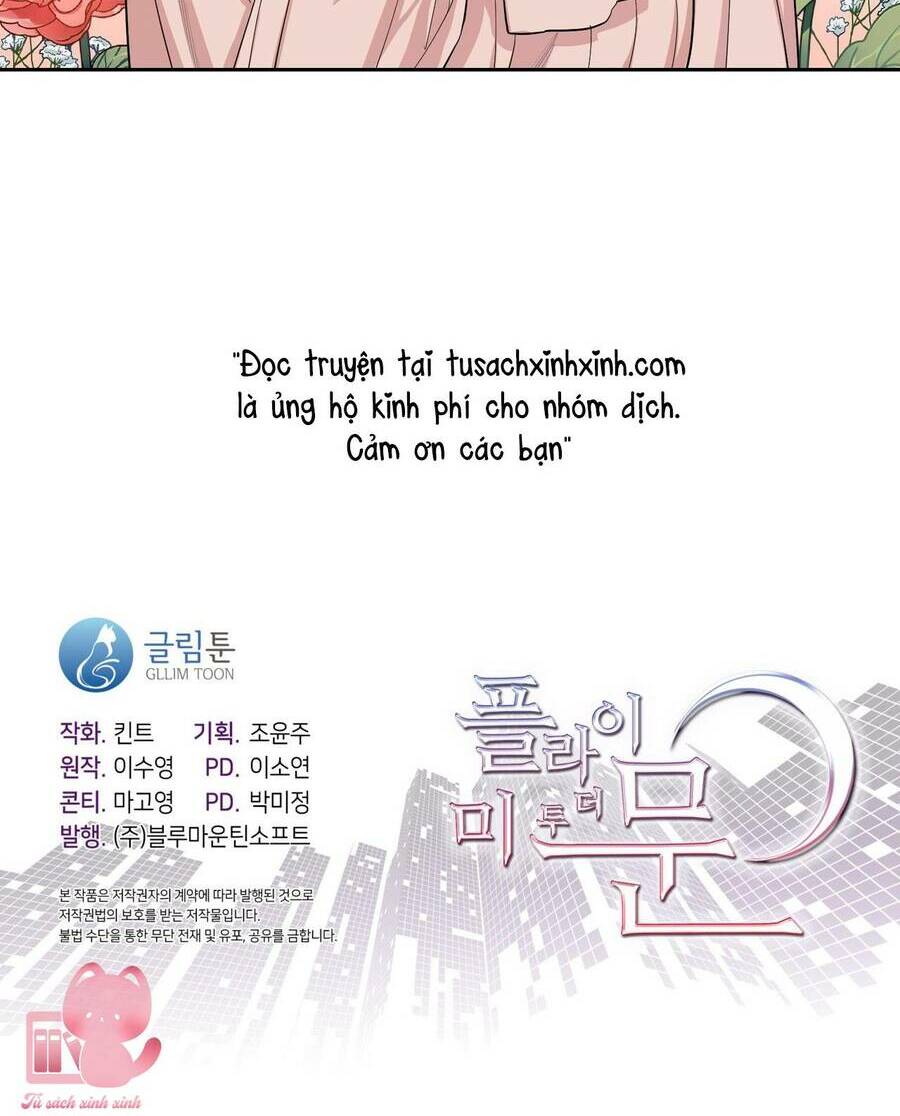 "Đọc truyện tại tusachxinhxinh.com
là ủng hộ kinh phí cho nhóm dịch.
Cảm ơn các bạn"
글림툰
GLLIM TOON
작화. 킨트 기획. 조윤주
원작. 이수영 PD. 이소연
콘티. 마고영 PD. 박미정
발행. (주)블루마운틴소프트
본 작품은 저작권자의 계약에 따라 발행된 것으로
저작권법의 보호를 받는 저작물입니다.
불법 수단을 통한 무단 전재 및 유포, 공유를 금합니다.
플라이
미 투 더 문
Tủ sách xinh xinh